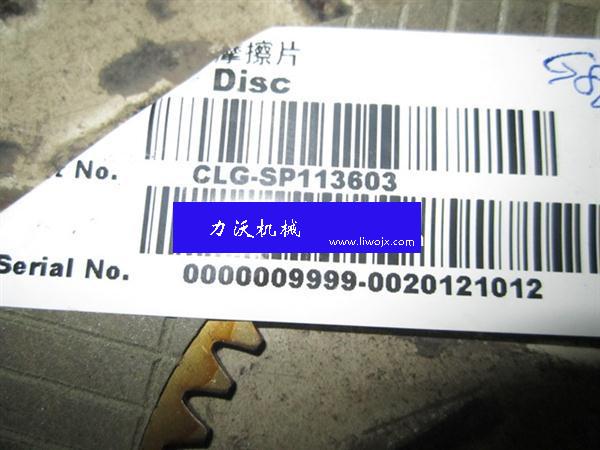 摩擦片
Disc
t No.
CLG-SP113603
力沃机械
www.liwojx.com
Serial No.
0000009999-0020121012